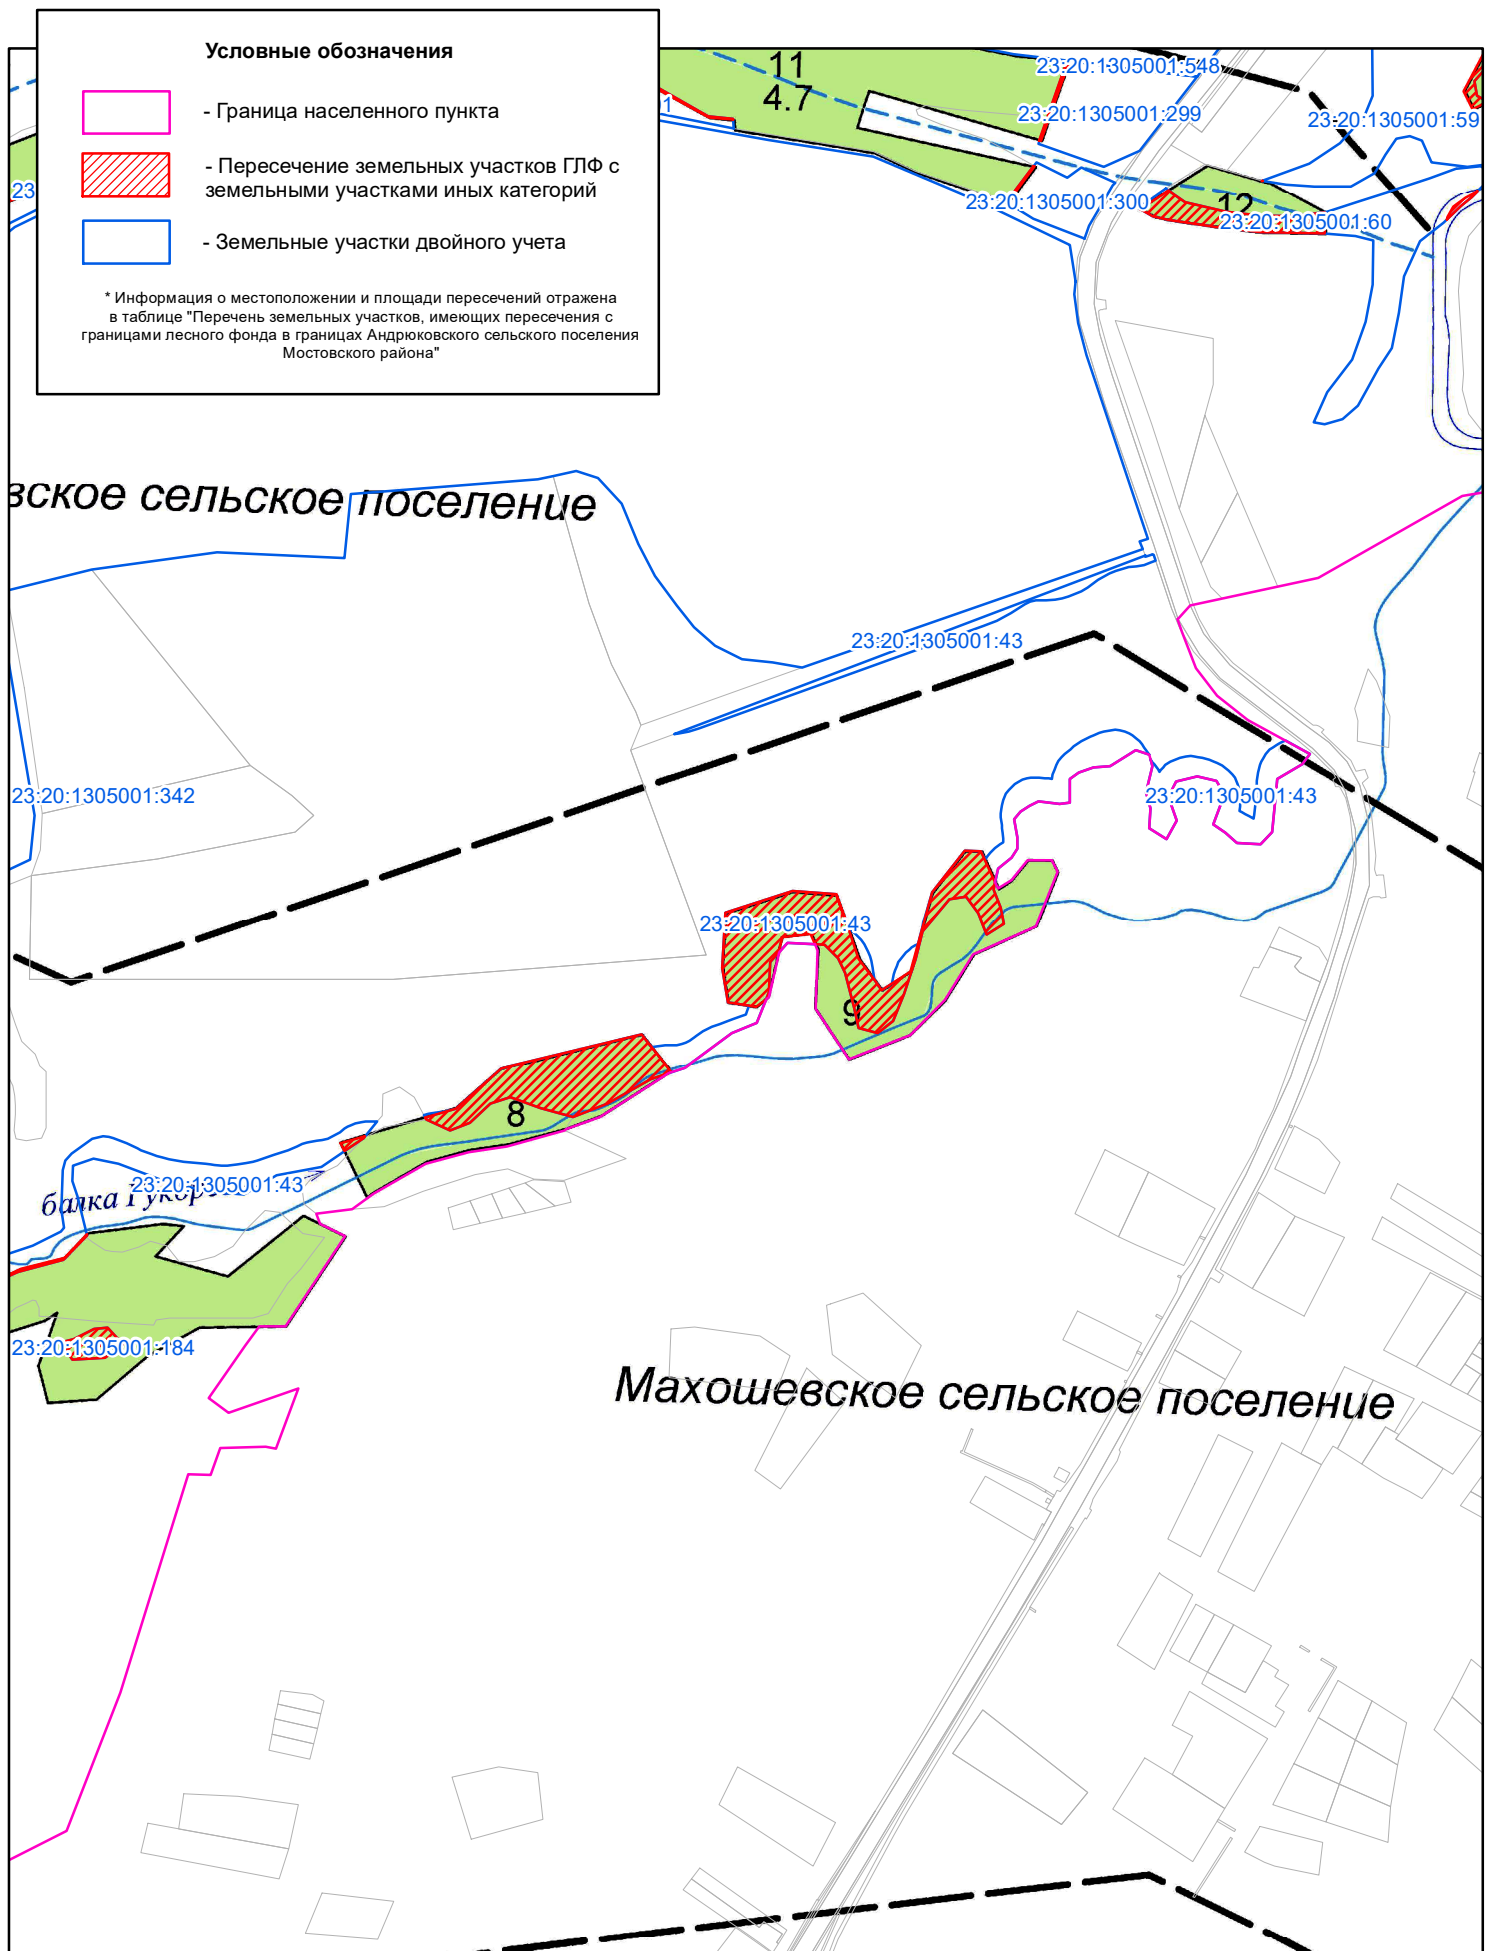 Условные обозначения
- Граница населенного пункта
- Пересечение земельных участков ГЛФ с
земельными участками иных категорий
- Земельные участки двойного учета
* Информация о местоположении и площади пересечений отражена
в таблице "Перечень земельных участков, имеющих пересечения с
границами лесного фонда в границах Андрюковского сельского поселения
Мостовского района"
11
4.7
23:20:1305001:548
23:20:1305001:299
23:20:1305001:59
23
23:20:1305001:300
12
23:20:1305001:60
вское сельское поселение
23:20:1305001:43
23:20:1305001:342
23:20:1305001:43
23:20:1305001:43
9
8
23:20:1305001:43
балка
23:20:1305001:184
Махошевское сельское поселение